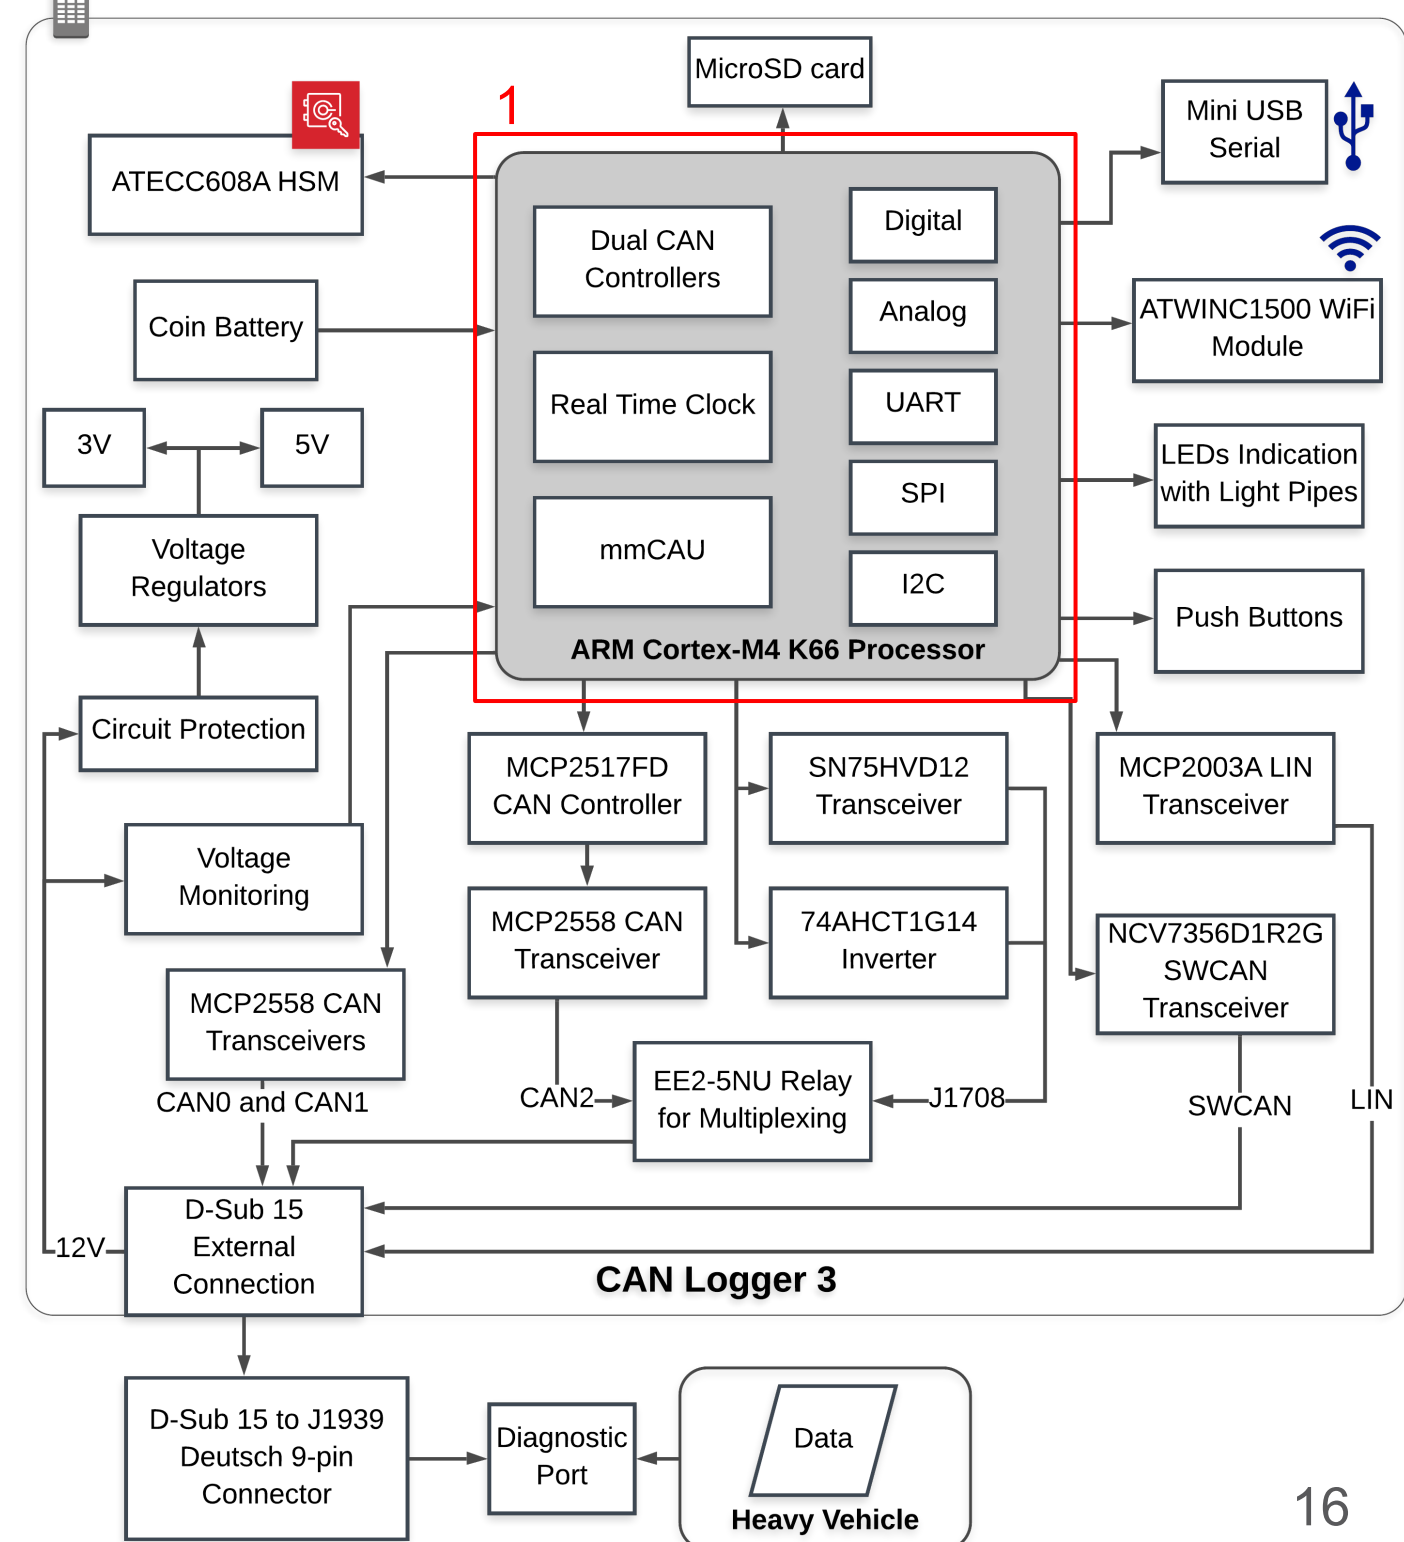 MicroSD card
1
Mini USB
Serial
ATECC608A HSM
Dual CAN
Controllers
Digital
Coin Battery
Analog
ATWINC1500 WiFi
Module
Real Time Clock
UART
3V
5V
LEDs Indication
with Light Pipes
SPI
Voltage
Regulators
mmCAU
I2C
Push Buttons
ARM Cortex-M4 K66 Processor
Circuit Protection
MCP2517FD
CAN Controller
SN75HVD12
Transceiver
MCP2003A LIN
Transceiver
Voltage
Monitoring
MCP2558 CAN
Transceiver
74AHCT1G14
Inverter
NCV7356D1R2G
SWCAN
Transceiver
MCP2558 CAN
Transceivers
CAN0 and CAN1
CAN2
EE2-5NU Relay
for Multiplexing
J1708
SWCAN
LIN
D-Sub 15
External
Connection
12V
CAN Logger 3
D-Sub 15 to J1939
Deutsch 9-pin
Connector
Diagnostic
Port
Data
Heavy Vehicle
16